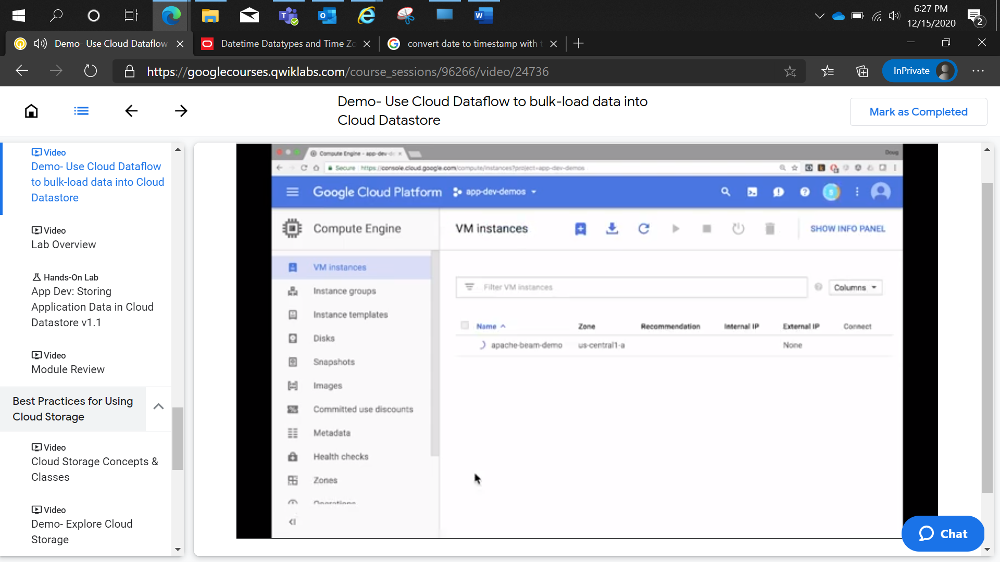 6:27 PM
12/15/2020
2
Demo- Use Cloud Dataflow
Datetime Datatypes and Time Zo
convert date to timestamp with t
https://googlecourses.qwiklabs.com/course_sessions/96266/video/24736
InPrivate
Demo- Use Cloud Dataflow to bulk-load data into
Cloud Datastore
Mark as Completed
Video
Demo- Use Cloud Dataflow
to bulk-load data into Cloud
Datastore
Video
Lab Overview
Hands-On Lab
App Dev: Storing
Application Data in Cloud
Datastore v1.1
Video
Module Review
Best Practices for Using
Cloud Storage
Video
Cloud Storage Concepts &
Classes
Video
Demo- Explore Cloud
Storage
Compute Engine - app-dev-d
Doug
Secure https://console.cloud.google.com/compute/instances?project=app-dev-demos
Google Cloud Platform
app-dev-demos
Compute Engine
VM instances
SHOW INFO PANEL
VM instances
Instance groups
Instance templates
Disks
Snapshots
Images
Committed use discounts
Metadata
Health checks
Zones
Operations
Filter VM instances
Columns
Name Zone Recommendation Internal IP External IP Connect
apache-beam-demo us-central1-a None
Chat